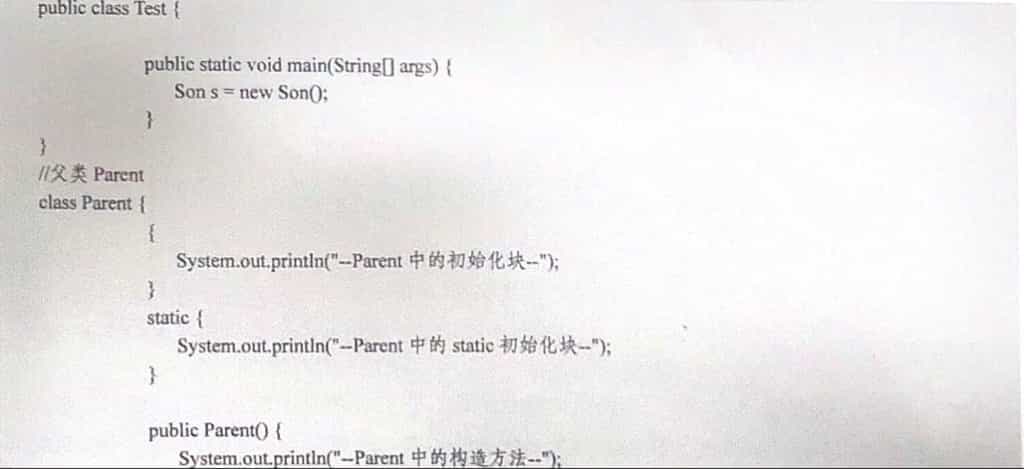 public class Test {
public static void main(String[] args) {
Son s = new Son();
}
}
//父类 Parent
class Parent {
{
System.out.println("--Parent 中的初始化块--");
}
static {
System.out.println("--Parent 中的 static 初始化块--");
}
public Parent() {
System.out.println("--Parent 中的构造方法--");